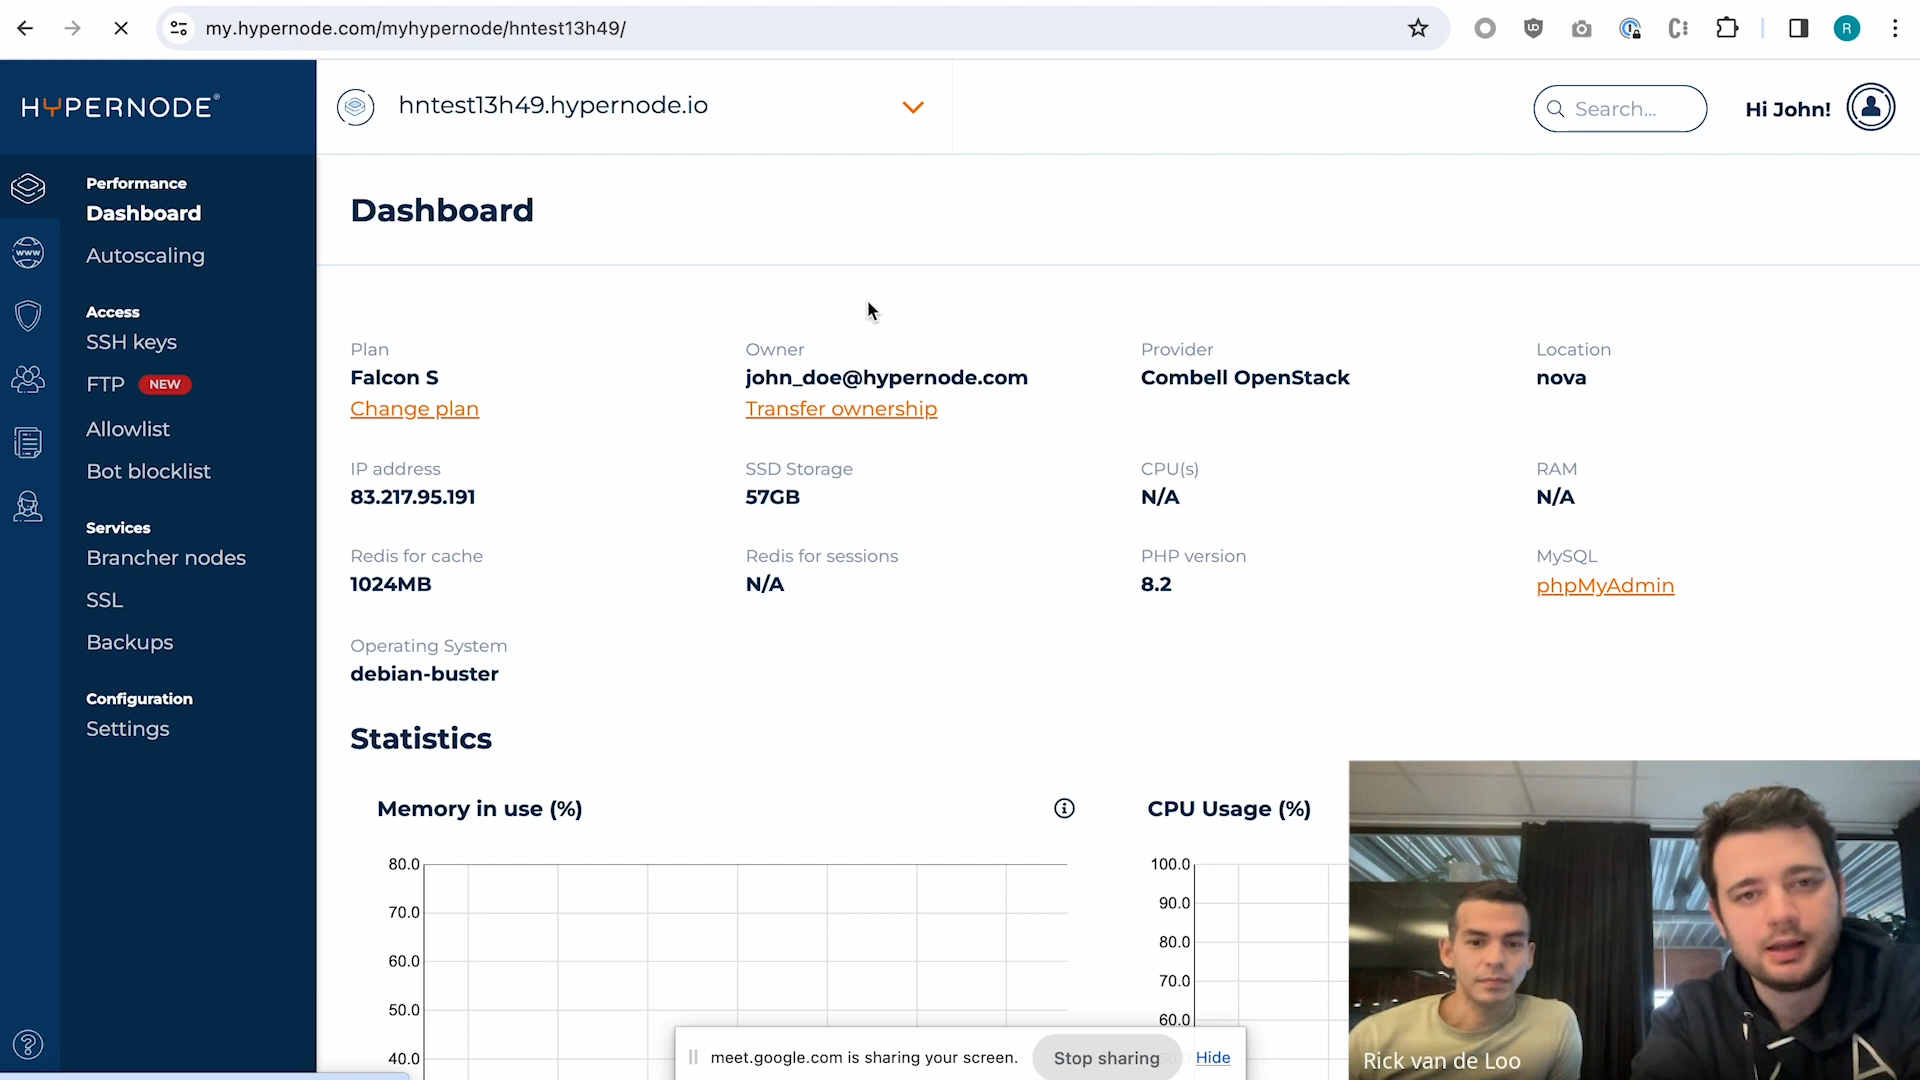 my.hypernode.com/myhypernode/hntest13h49/
R
HYPERNODE®
hntest13h49.hypernode.io
Search...
Hi John!
Performance
Dashboard
Autoscaling
Access
SSH keys
FTP NEW
Allowlist
Bot blocklist
Services
Brancher nodes
SSL
Backups
Configuration
Settings
www
Dashboard
Plan
Falcon S
Change plan
Owner
john_doe@hypernode.com
Transfer ownership
Provider
Combell OpenStack
Location
nova
IP address
83.217.95.191
SSD Storage
57GB
CPU(s)
N/A
RAM
N/A
Redis for cache
1024MB
Redis for sessions
N/A
PHP version
8.2
MySQL
phpMyAdmin
Operating System
debian-buster
Statistics
Memory in use (%)
80.0
70.0
60.0
50.0
40.0
CPU Usage (%)
100.0
90.0
80.0
70.0
60.0
meet.google.com is sharing your screen.
Stop sharing
Hide
Rick van de Loo